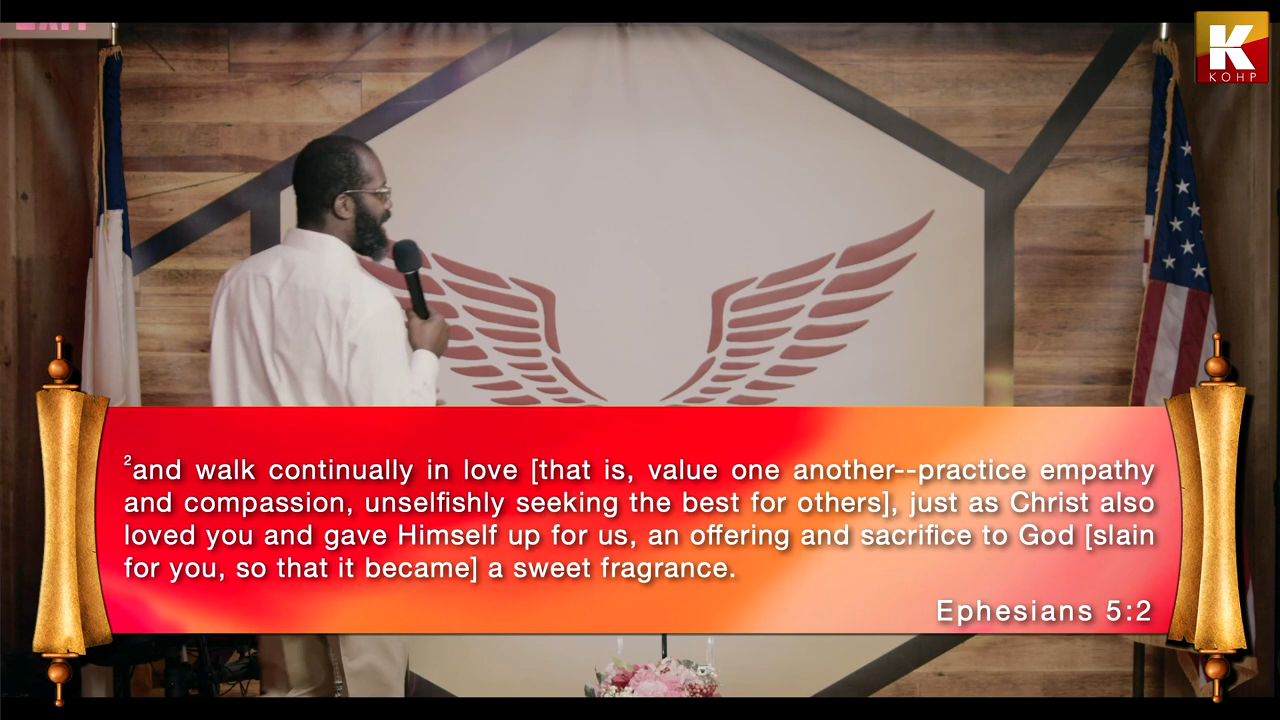 EXIT
K
KOHP
²and walk continually in love [that is, value one another--practice empathy
and compassion, unselfishly seeking the best for others], just as Christ also
loved you and gave Himself up for us, an offering and sacrifice to God [slain
for you, so that it became] a sweet fragrance.
Ephesians 5:2